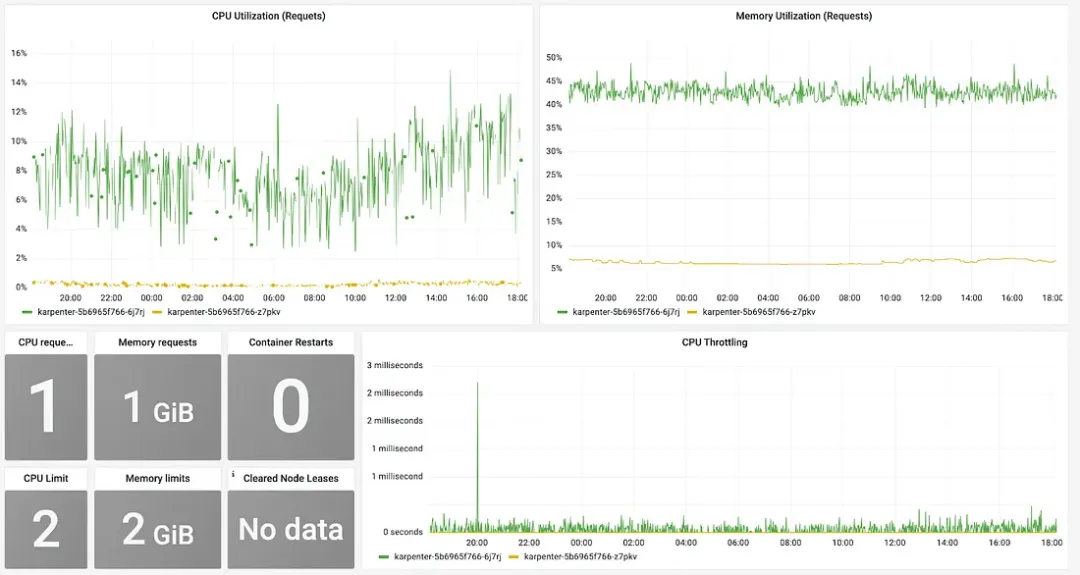 CPU Utilization (Requets)
16%
14%
12%
10%
8%
6%
4%
2%
0%
20:00 22:00 00:00 02:00 04:00 06:00 08:00 10:00 12:00 14:00 16:00 18:00
karpenter-5b6965f766-6j7rj karpenter-5b6965f766-z7pkv
Memory Utilization (Requests)
50%
45%
40%
35%
30%
25%
20%
15%
10%
5%
20:00 22:00 00:00 02:00 04:00 06:00 08:00 10:00 12:00 14:00 16:00 18:00
karpenter-5b6965f766-6j7rj karpenter-5b6965f766-z7pkv
CPU reque...
1
Memory requests
1 GiB
Container Restarts
0
CPU Limit
2
Memory limits
2 GiB
i Cleared Node Leases
No data
CPU Throttling
3 milliseconds
2 milliseconds
2 milliseconds
1 millisecond
1 millisecond
0 seconds
20:00 22:00 00:00 02:00 04:00 06:00 08:00 10:00 12:00 14:00 16:00 18:00
karpenter-5b6965f766-6j7rj karpenter-5b6965f766-z7pkv